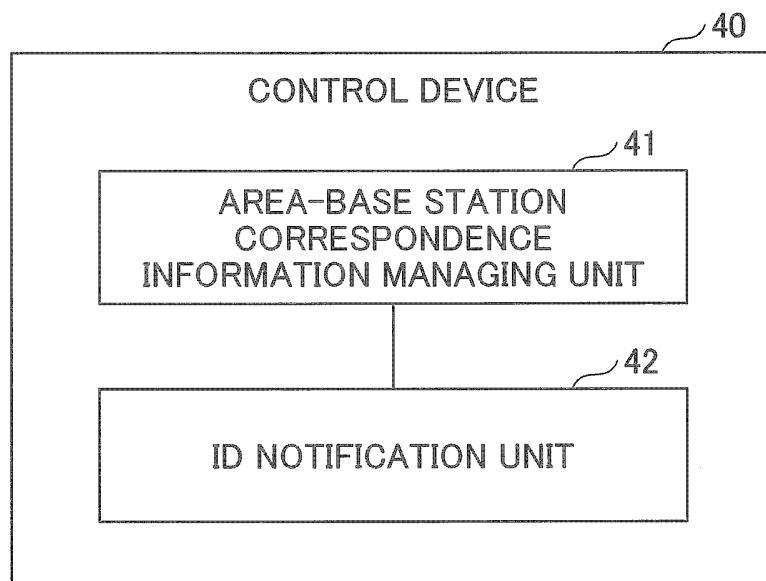 40
CONTROL DEVICE
41
AREA-BASE STATION
CORRESPONDENCE
INFORMATION MANAGING UNIT
42
ID NOTIFICATION UNIT